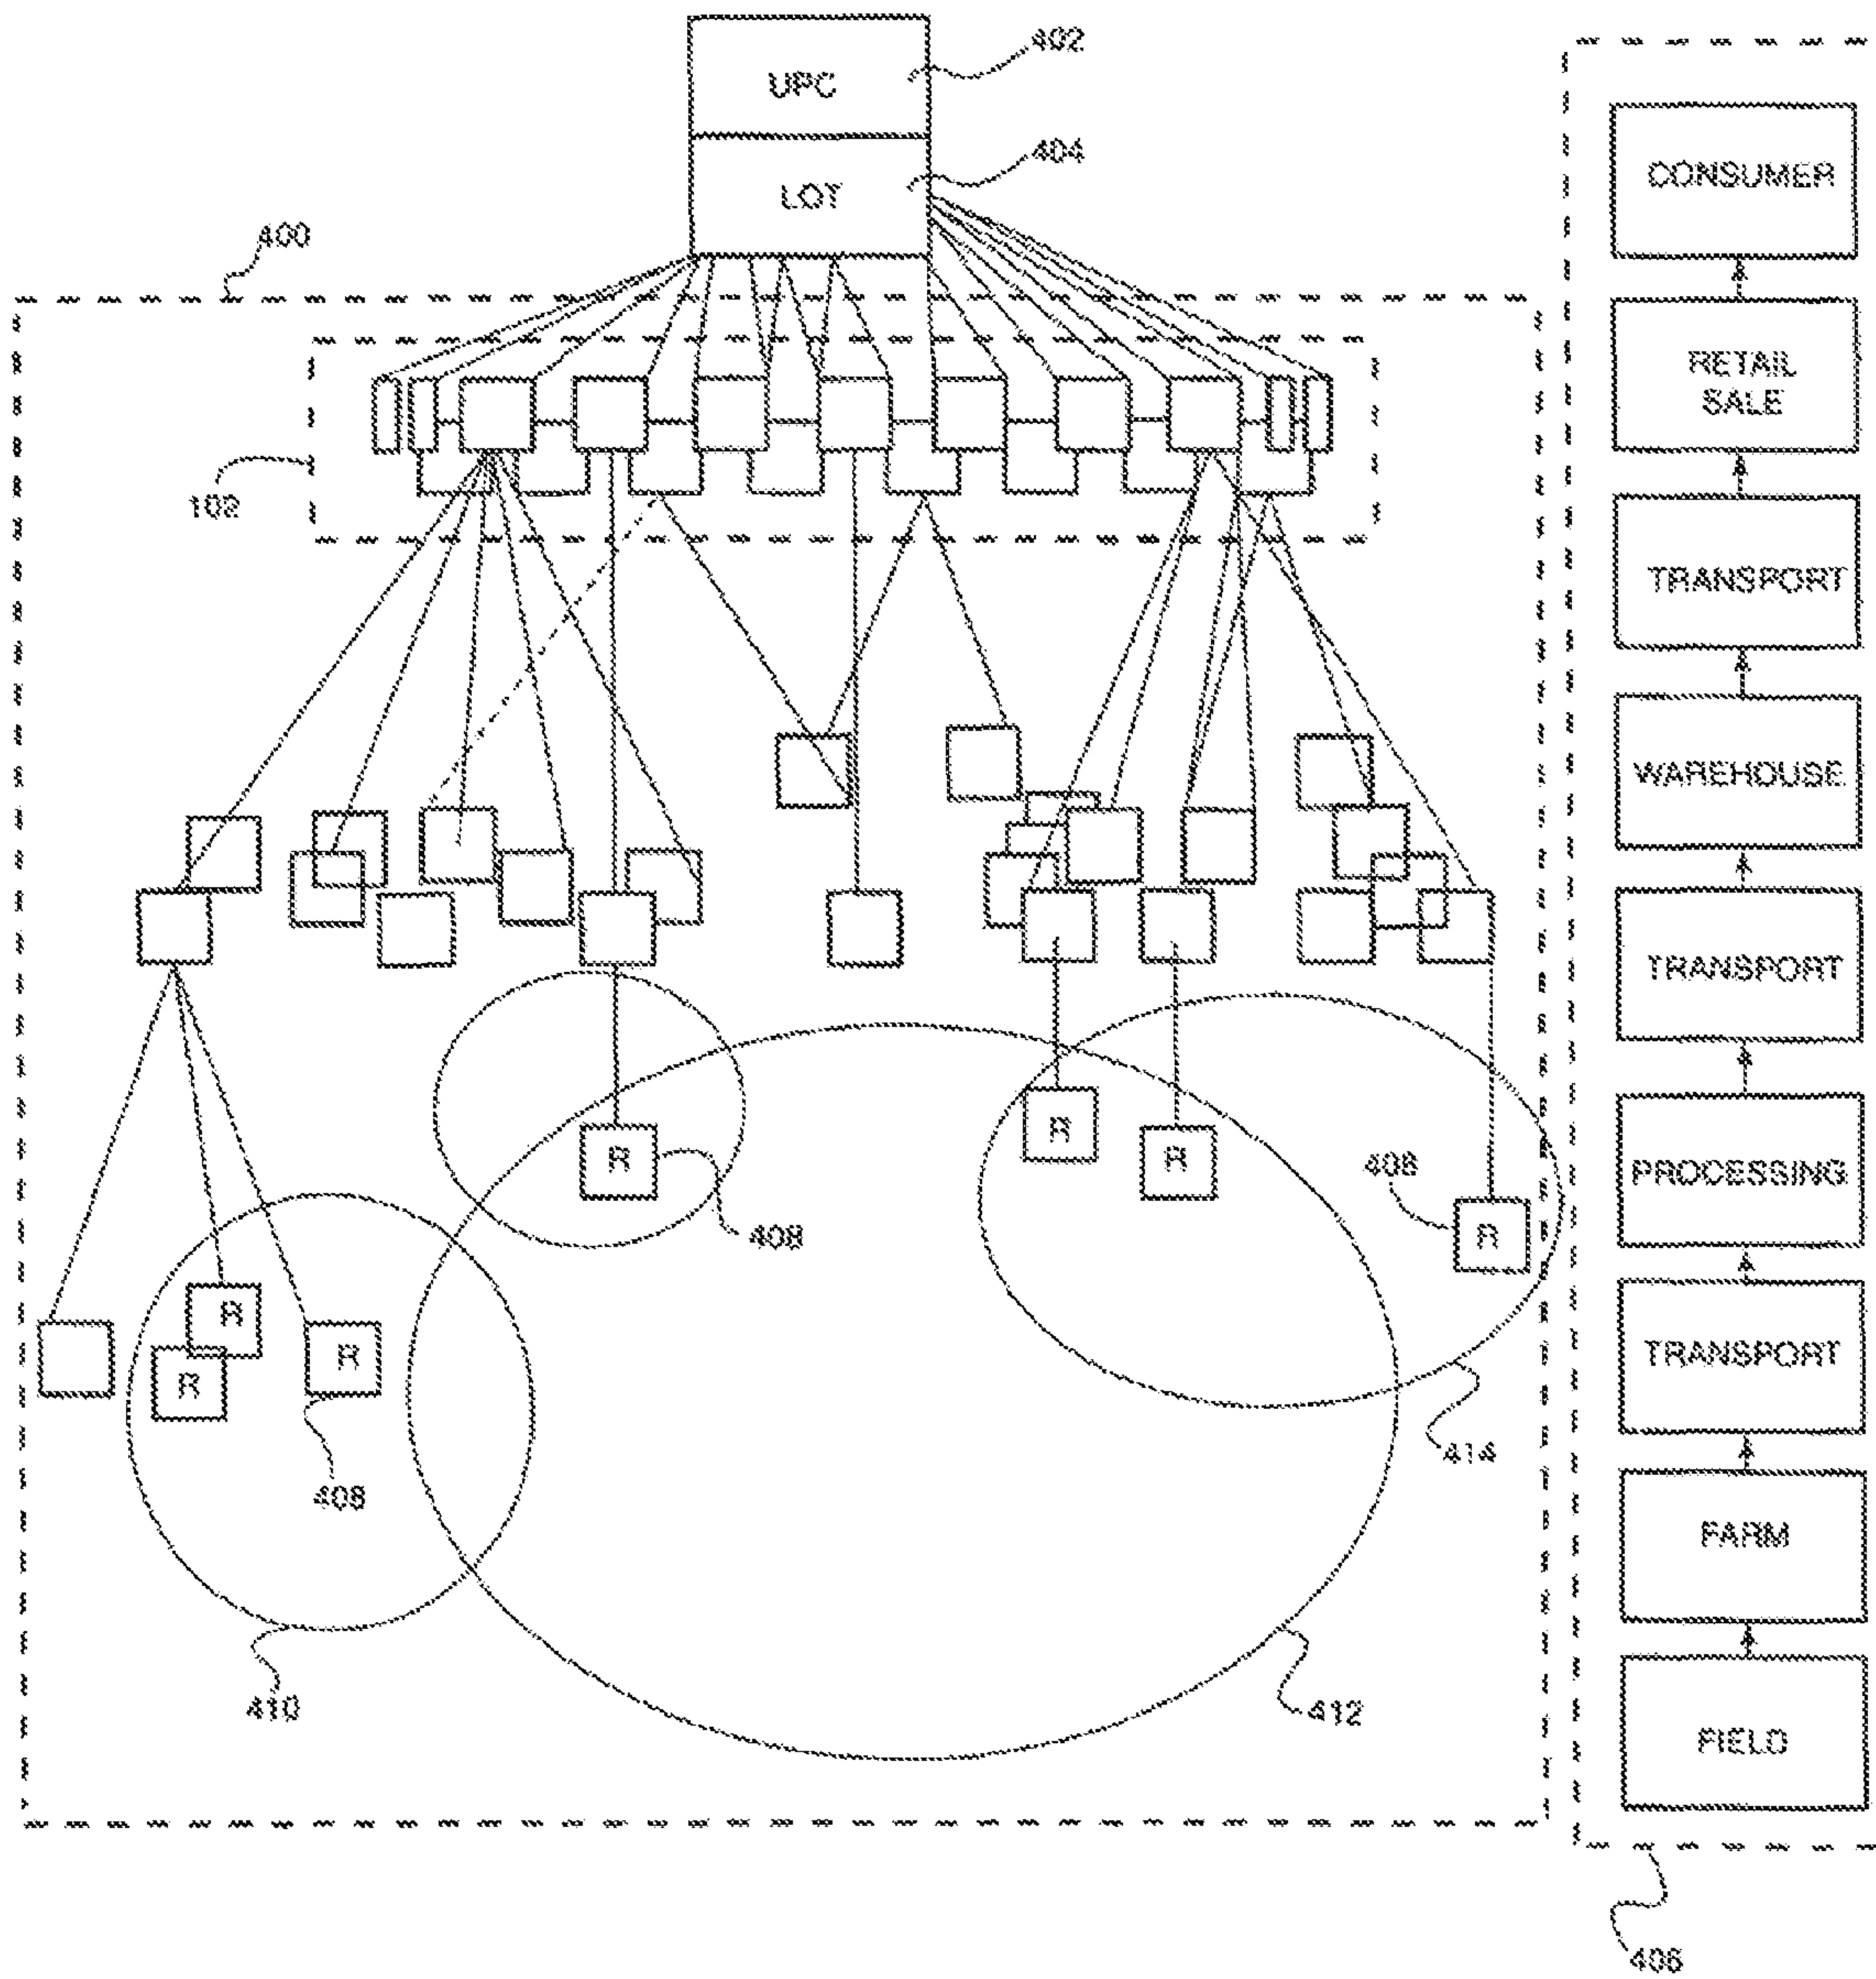 UPC
402
LOT
404
400
102
R
408
R
R
408
R
R
R
408
R
414
410
412
CONSUMER
RETAIL
SALE
TRANSPORT
WAREHOUSE
TRANSPORT
PROCESSING
TRANSPORT
FARM
FIELD
406